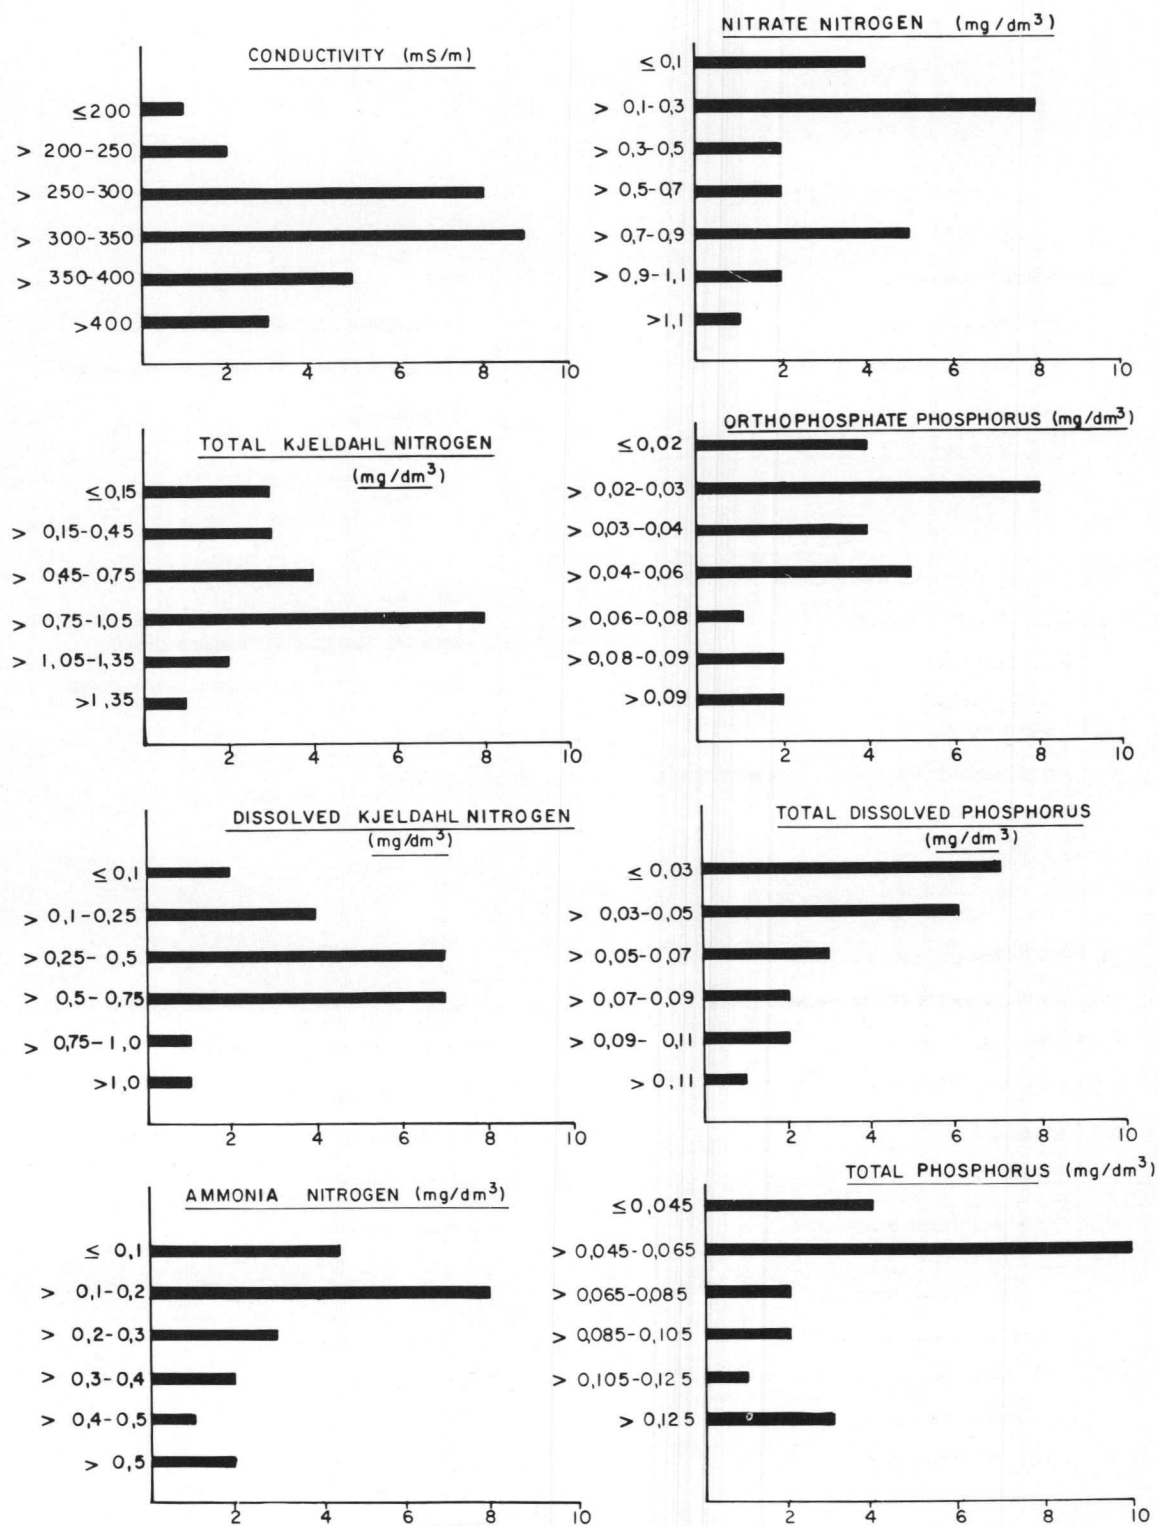 CONDUCTIVITY (mS/m)
≤200
> 200-250
> 250-300
> 300-350
> 350-400
>400
2 4 6 8 10
NITRATE NITROGEN (mg/dm³)
≤ 0,1
> 0,1-0,3
> 0,3-0,5
> 0,5-0,7
> 0,7-0,9
> 0,9-1,1
>1,1
2 4 6 8 10
TOTAL KJELDAHL NITROGEN
(mg/dm³)
≤0,15
> 0,15-0,45
> 0,45-0,75
> 0,75-1,05
> 1,05-1,35
>1,35
2 4 6 8 10
ORTHOPHOSPHATE PHOSPHORUS (mg/dm³)
≤0,02
> 0,02-0,03
> 0,03-0,04
> 0,04-0,06
> 0,06-0,08
> 0,08-0,09
> 0,09
2 4 6 8 10
DISSOLVED KJELDAHL NITROGEN
(mg/dm³)
≤ 0,1
> 0,1-0,25
> 0,25-0,5
> 0,5-0,75
> 0,75-1,0
>1,0
2 4 6 8 10
TOTAL DISSOLVED PHOSPHORUS
(mg/dm³)
≤ 0,03
> 0,03-0,05
> 0,05-0,07
> 0,07-0,09
> 0,09-0,11
> 0,11
2 4 6 8 10
AMMONIA NITROGEN (mg/dm³)
≤ 0,1
> 0,1-0,2
> 0,2-0,3
> 0,3-0,4
> 0,4-0,5
> 0,5
2 4 6 8 10
TOTAL PHOSPHORUS (mg/dm³)
≤0,045
> 0,045-0,065
> 0,065-0,085
> 0,085-0,105
> 0,105-0,125
> 0,125
2 4 6 8 10